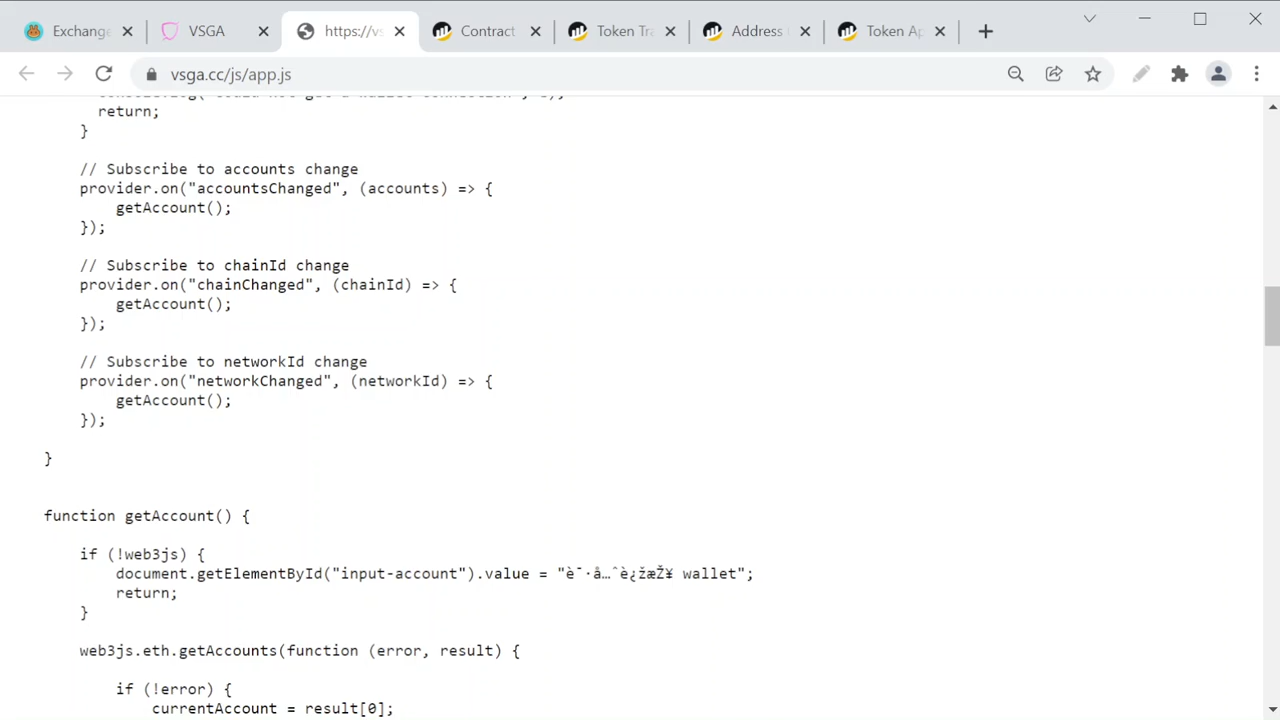 Exchange
VSGA
https://vs
Contract
Token Tra
Address
Token Ap
vsga.cc/js/app.js
return;
}
// Subscribe to accounts change
provider.on("accountsChanged", (accounts) => {
getAccount();
});
// Subscribe to chainId change
provider.on("chainChanged", (chainId) => {
getAccount();
});
// Subscribe to networkId change
provider.on("networkChanged", (networkId) => {
getAccount();
});
}
function getAccount() {
if (!web3js) {
document.getElementById("input-account").value = "è¯·å…ˆè¿žæŽ¥ wallet";
return;
}
web3js.eth.getAccounts(function (error, result) {
if (!error) {
currentAccount = result[0];